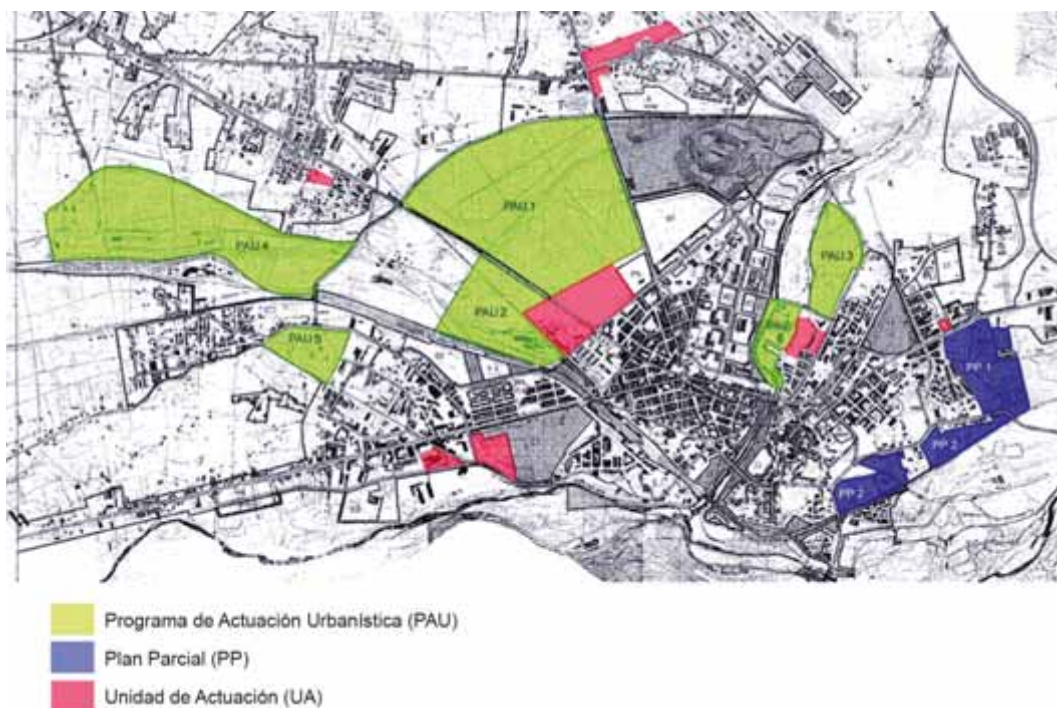 PAU 1
PAU 4
PAU 3
PAU 2
PAU 5
PP 1
PP 2
PP 2
Programa de Actuación Urbanística (PAU)
Plan Parcial (PP)
Unidad de Actuación (UA)